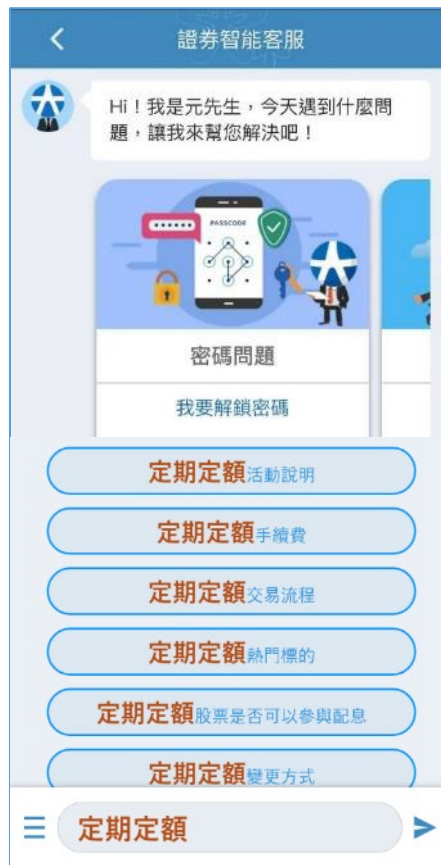 證券智能客服
Hi！我是元先生，今天遇到什麼問
題，讓我來幫您解決吧！
PASSCODE
密碼問題
我要解鎖密碼
定期定額活動說明
定期定額手續費
定期定額交易流程
定期定額熱門標的
定期定額股票是否可以參與配息
定期定額變更方式
定期定額